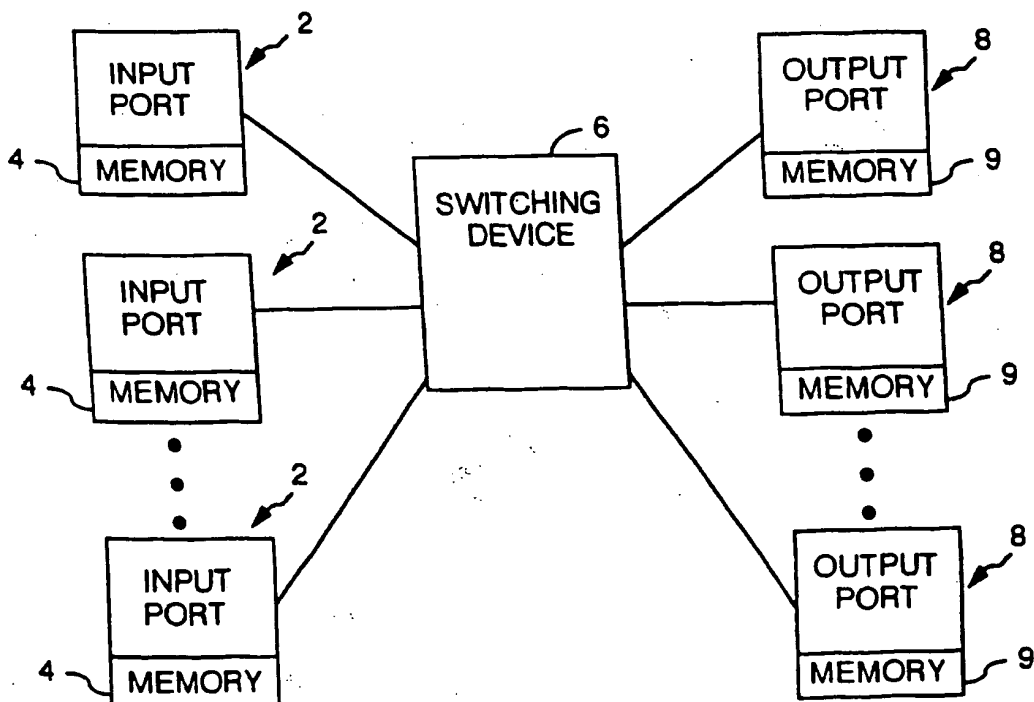 2
INPUT
PORT
4
MEMORY
2
INPUT
PORT
4
MEMORY
2
INPUT
PORT
4
MEMORY
6
SWITCHING
DEVICE
8
OUTPUT
PORT
MEMORY
9
8
OUTPUT
PORT
MEMORY
9
8
OUTPUT
PORT
MEMORY
9